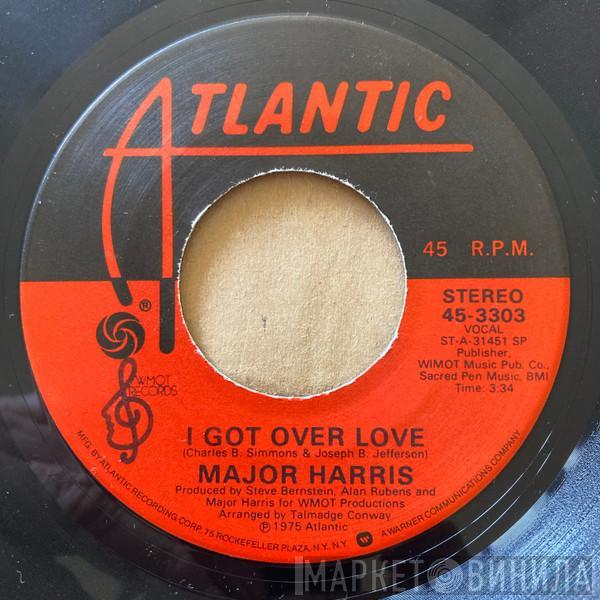 ATLANTIC
45 R.P.M.
STEREO
45-3303
VOCAL
ST-A-31451 SP
Publisher,
WIMOT Music Pub. Co.,
Sacred Pen Music, BMI
Time: 3:34
®
WMOT
RECORDS
I GOT OVER LOVE
(Charles B. Simmons & Joseph B. Jefferson)
MAJOR HARRIS
Produced by Steve Bernstein, Alan Rubens and
Major Harris for WMOT Productions
Arranged by Talmadge Conway
℗ 1975 Atlantic
MFG. BY ATLANTIC RECORDING CORP., 75 ROCKEFELLER PLAZA, N.Y. N.Y. A WARNER COMMUNICATIONS COMPANY
МАРКЕТ ВИНИЛА